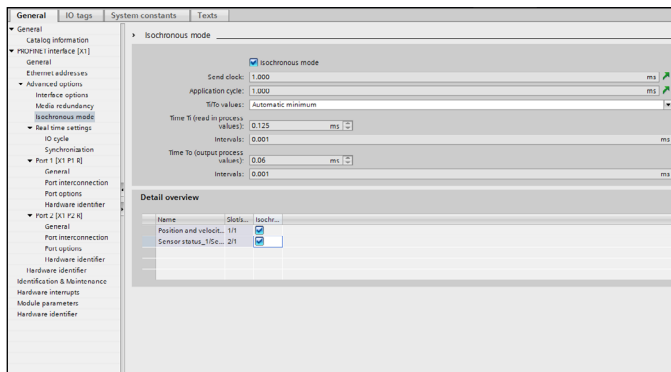 General IO tags System constants Texts
General
Catalog information
PROFINET interface [X1]
General
Ethernet addresses
Advanced options
Interface options
Media redundancy
Isochronous mode
Real time settings
IO cycle
Synchronization
Port 1 [X1 P1 R]
General
Port interconnection
Port options
Hardware identifier
Port 2 [X1 P2 R]
General
Port interconnection
Port options
Hardware identifier
Hardware identifier
Identification & Maintenance
Hardware interrupts
Module parameters
Hardware identifier
Isochronous mode
Isochronous mode
Send clock: 1.000 ms
Application cycle: 1.000 ms
Ti/To values: Automatic minimum
Time Ti (read in process
values): 0.125 ms
Intervals: 0.001 ms
Time To (output process
values): 0.06 ms
Intervals: 0.001 ms
Detail overview
Name Slot/s... Isochr...
Position and velocit... 1/1
Sensor status_1/Se... 2/1